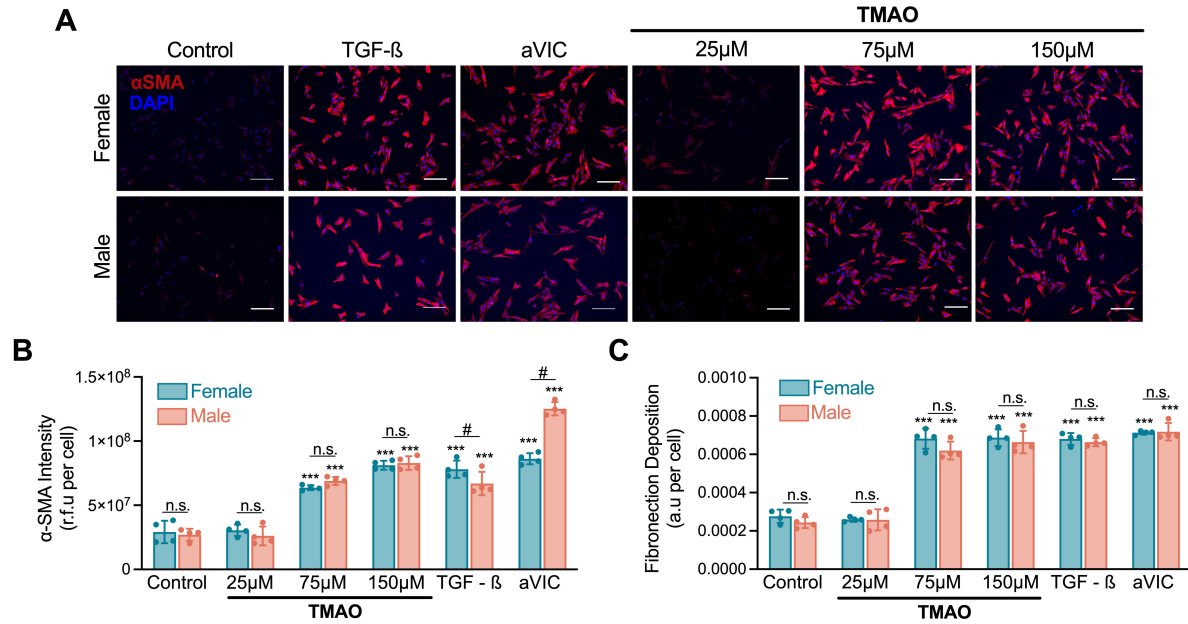 A
TMAO
Control TGF-ß aVIC 25µM 75µM 150µM
Female
αSMA
DAPI
Male
B
α-SMA Intensity
(r.f.u per cell)
1.5×10⁸
1×10⁸
5×10⁷
0
Female
Male
n.s.
n.s.
*** n.s. ***
*** n.s. ***
*** # ***
*** # ***
Control 25µM 75µM 150µM TGF - ß aVIC
TMAO
C
Fibronection Deposition
(a.u per cell)
0.0010
0.0008
0.0006
0.0004
0.0002
0.0000
Female
Male
n.s.
n.s.
*** n.s. ***
*** n.s. ***
*** n.s. ***
*** n.s. ***
Control 25µM 75µM 150µM TGF - ß aVIC
TMAO